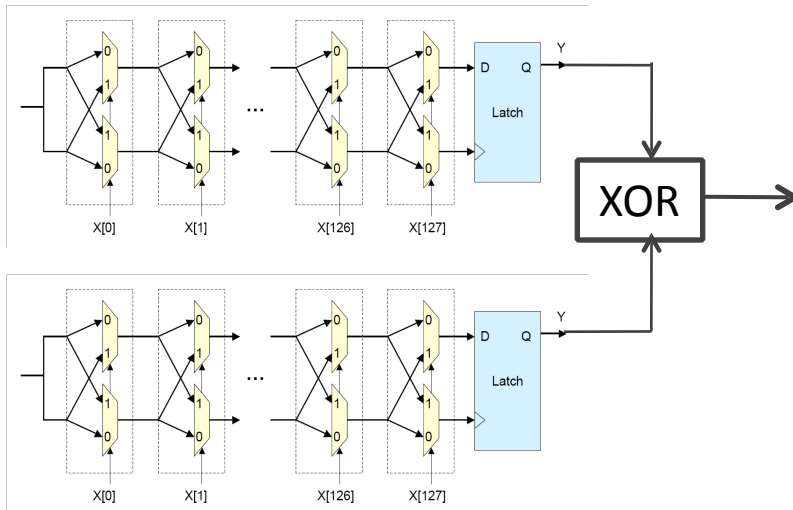 0 0 0 0 Y
D Q
1 1 1 1
... Latch
1 1 1 1
0 0 0 0
X[0] X[1] X[126] X[127]
XOR
0 0 0 0 Y
D Q
1 1 1 1
... Latch
1 1 1 1
0 0 0 0
X[0] X[1] X[126] X[127]